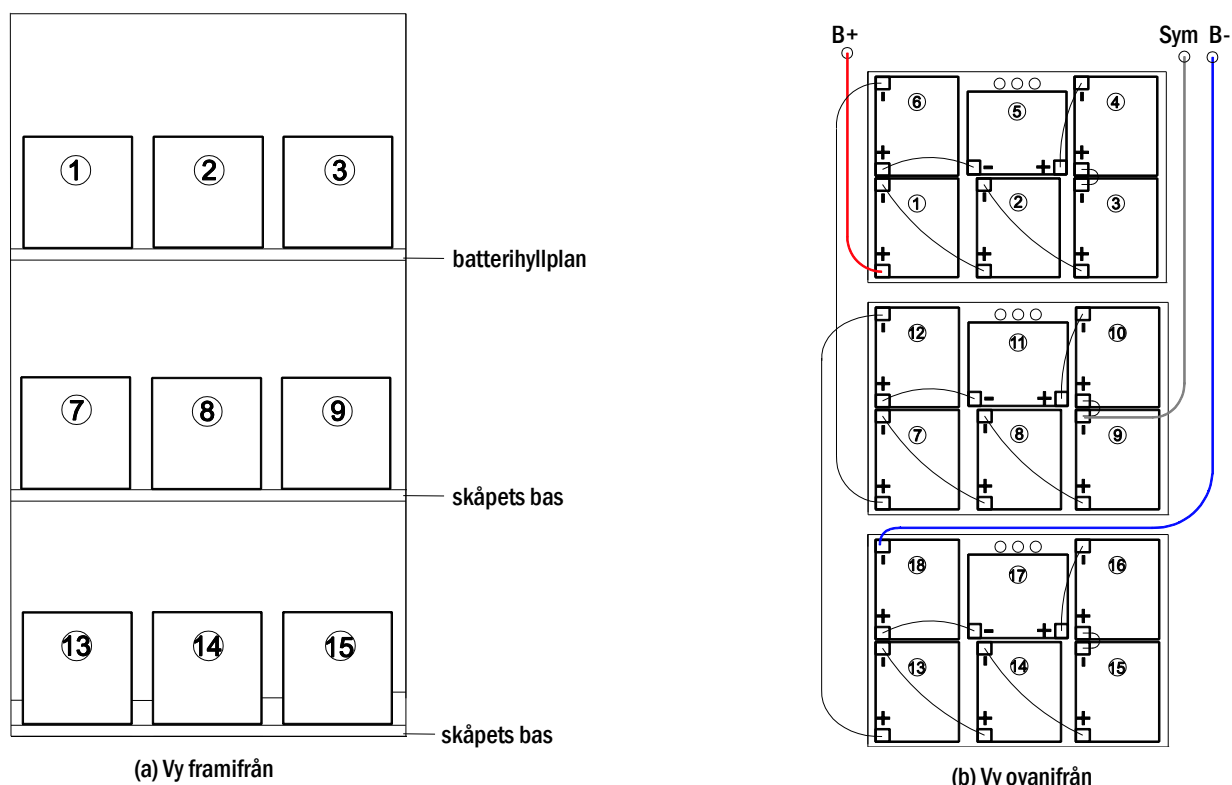 ① ② ③
batterihyllplan
⑦ ⑧ ⑨
skåpets bas
⑬ ⑭ ⑮
skåpets bas
(a) Vy framifrån
B+ Sym B-
⑥ ⑤ ④
- - -
+ - + +
① ② ③
- - -
+ + +
⑫ ⑪ ⑩
- -
+ - + +
⑦ ⑧ ⑨
- - -
+ + +
⑱ ⑰ ⑯
- -
+ - + +
⑬ ⑭ ⑮
- - -
+ + +
(b) Vy ovanifrån